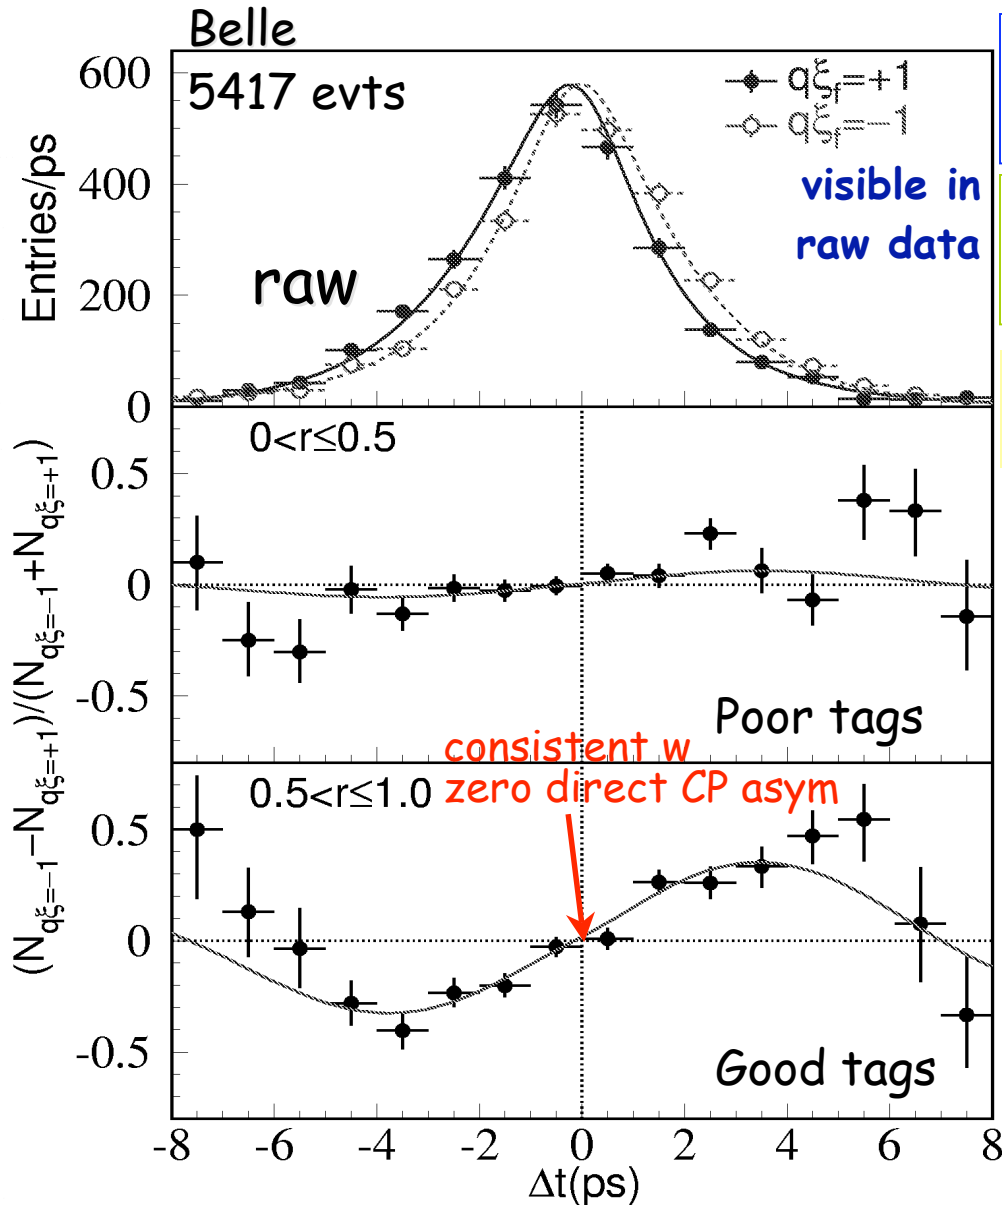 Belle
5417 evts
qξf=+1
qξf=−1
visible in
raw data
raw
Entries/ps
600
400
200
0
0<r≤0.5
0.5
0
-0.5
Poor tags
(Nqξ=−1−Nqξ=+1)/(Nqξ=−1+Nqξ=+1)
consistent w
zero direct CP asym
0.5<r≤1.0
0.5
0
-0.5
Good tags
-8 -6 -4 -2 0 2 4 6 8
Δt(ps)